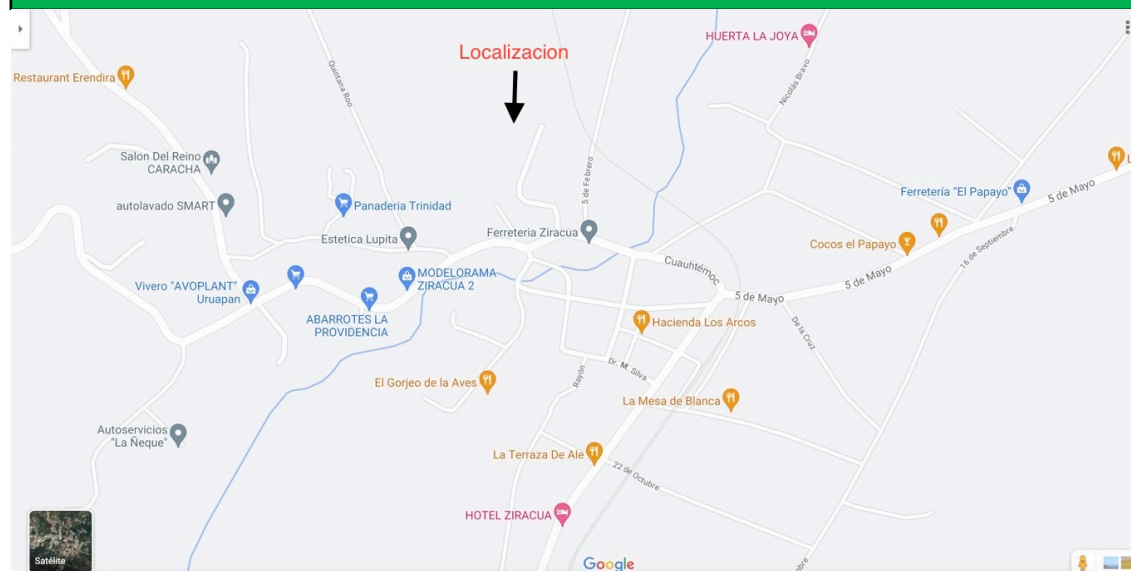 HUERTA LA JOYA
Localizacion
Restaurant Erendira
Quintana Roo
Nicolás Bravo
Salon Del Reino
CARACHA
5 de Febrero
L
Ferretería "El Papayo"
5 de Mayo
autolavado SMART
Panaderia Trinidad
Estetica Lupita
Ferreteria Ziracua
Cocos el Papayo
16 de Septiembre
Cuauhtémoc
MODELORAMA
ZIRACUA 2
5 de Mayo
Vivero "AVOPLANT"
Uruapan
5 de Mayo
ABARROTES LA
PROVIDENCIA
Hacienda Los Arcos
De la Cruz
El Gorjeo de la Aves
Rayón
Dr. M. Silva
La Mesa de Blanca
Autoservicios
"La Ñeque"
La Terraza De Ale
22 de Octubre
HOTEL ZIRACUA
Satélite
Google